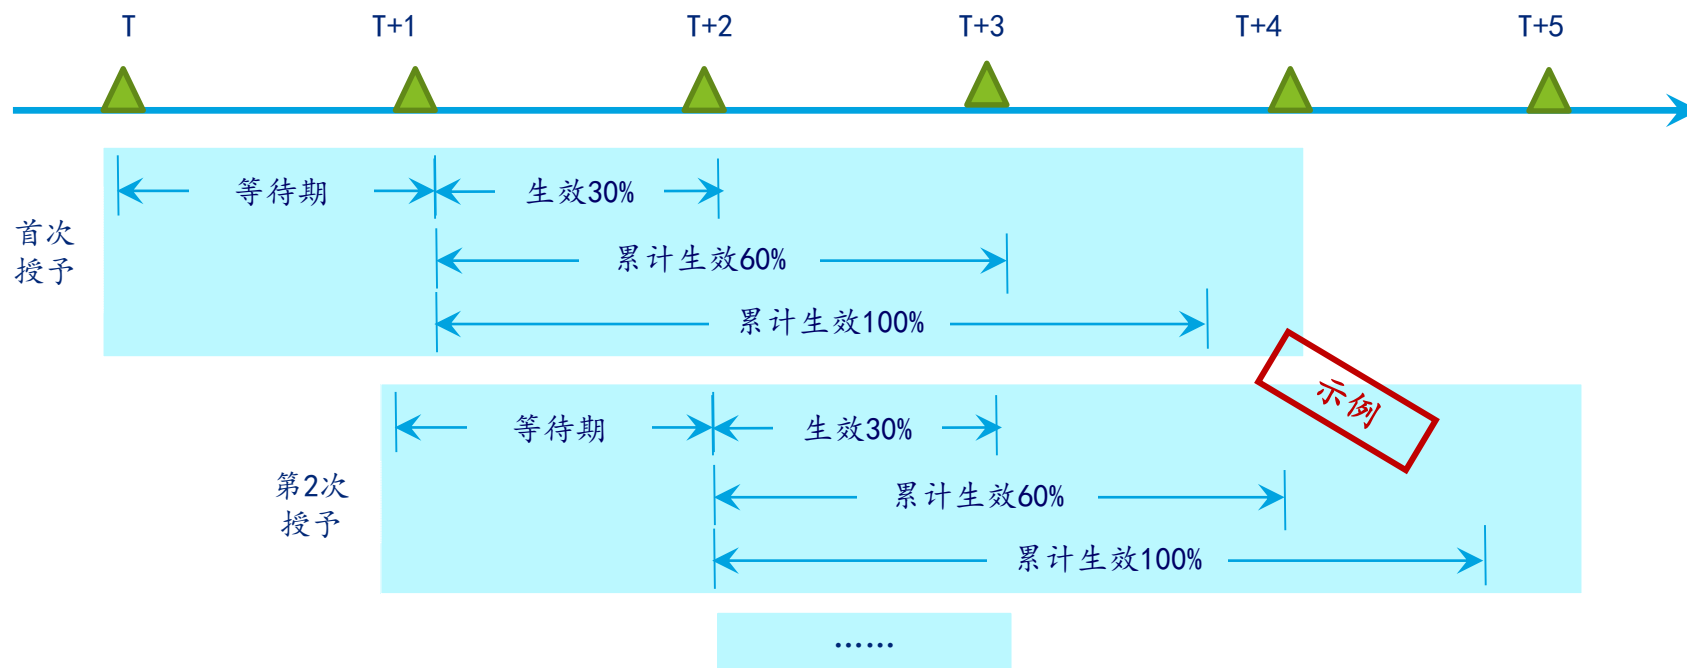 T T+1 T+2 T+3 T+4 T+5
等待期 生效30%
首次
授予
累计生效60%
累计生效100%
示例
等待期 生效30%
第2次
授予
累计生效60%
累计生效100%
……